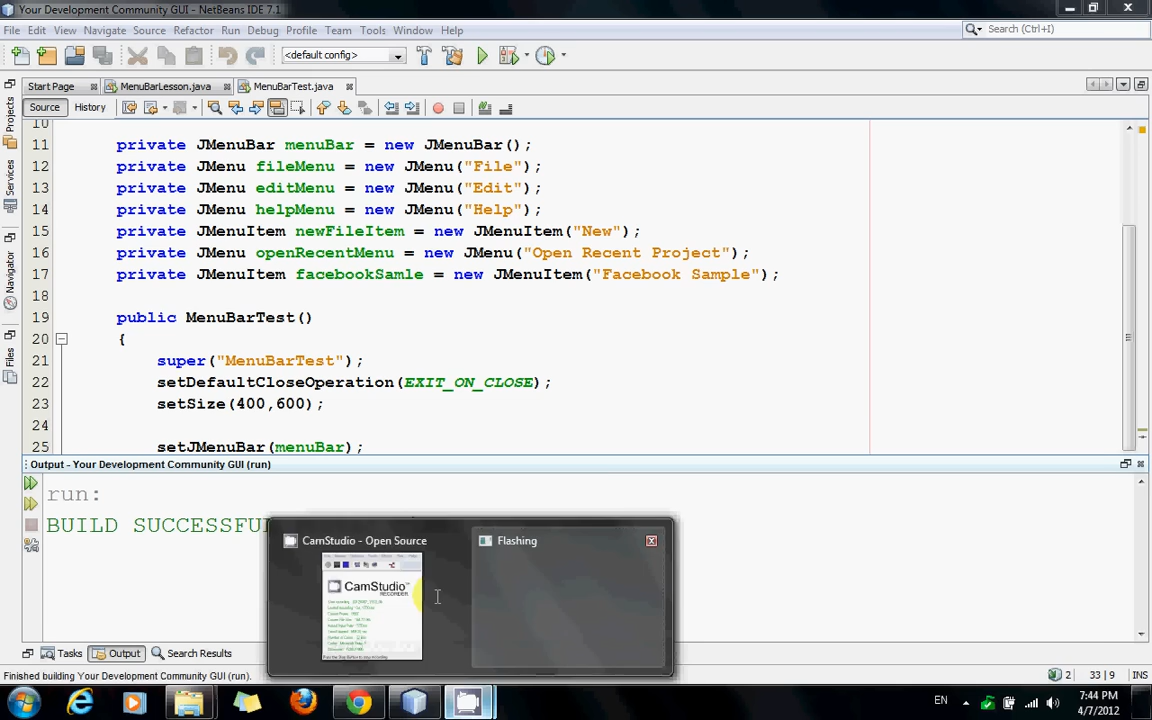 Your Development Community GUI - NetBeans IDE 7.1
File Edit View Navigate Source Refactor Run Debug Profile Team Tools Window Help
Search (Ctrl+I)
<default config>
Start Page MenuBarLesson.java MenuBarTest.java
Source History
Projects
Services
Navigator
Files
10
11 private JMenuBar menuBar = new JMenuBar();
12 private JMenu fileMenu = new JMenu("File");
13 private JMenu editMenu = new JMenu("Edit");
14 private JMenu helpMenu = new JMenu("Help");
15 private JMenuItem newFileItem = new JMenuItem("New");
16 private JMenu openRecentMenu = new JMenu("Open Recent Project");
17 private JMenuItem facebookSamle = new JMenuItem("Facebook Sample");
18
19 public MenuBarTest()
20 {
21 super("MenuBarTest");
22 setDefaultCloseOperation(EXIT_ON_CLOSE);
23 setSize(400,600);
24
25 setJMenuBar(menuBar);
Output - Your Development Community GUI (run)
run:
BUILD SUCCESSFUL
CamStudio - Open Source
Flashing
CamStudio
RECORDER
Tasks Output Search Results
Finished building Your Development Community GUI (run).
2 33 | 9 INS
EN
7:44 PM
4/7/2012